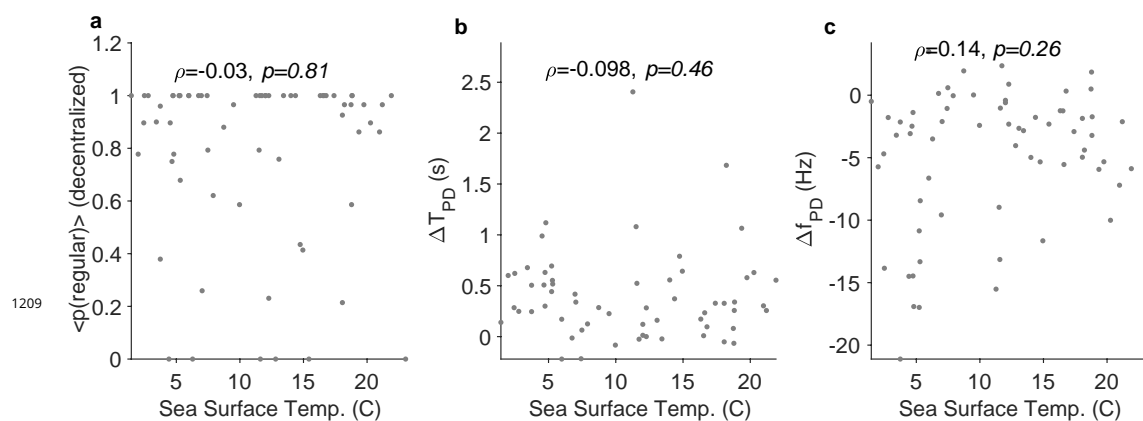 a
ρ=-0.03, p=0.81
1.2
1
0.8
0.6
0.4
0.2
0
<p(regular)> (decentralized)
5
10
15
20
Sea Surface Temp. (C)
b
ρ=-0.098, p=0.46
2.5
2
1.5
1
0.5
0
ΔT_PD (s)
5
10
15
20
Sea Surface Temp. (C)
c
ρ=0.14, p=0.26
0
-5
-10
-15
-20
Δf_PD (Hz)
5
10
15
20
Sea Surface Temp. (C)
1209